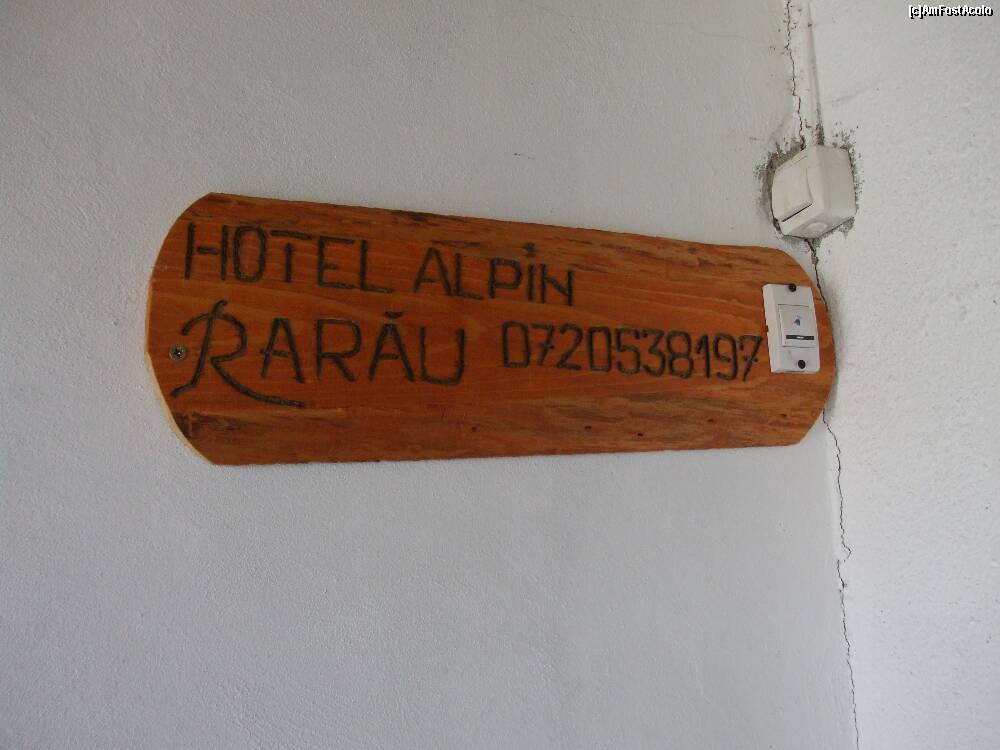 [c]AmFostAcolo
HOTEL ALPiN
RARĂU 0720538197